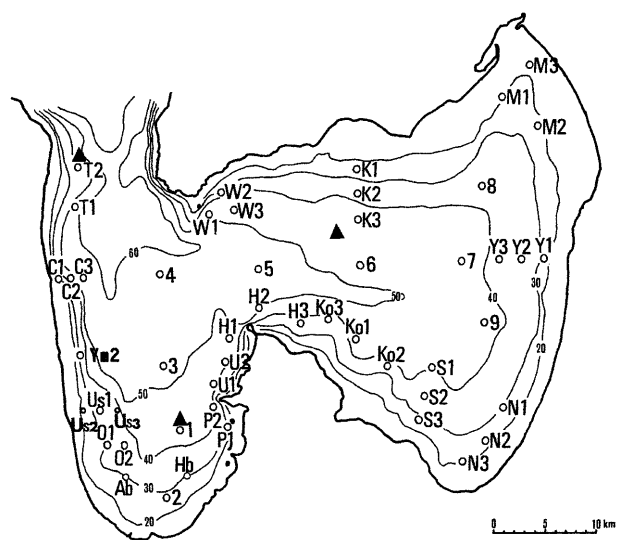 M3
M1
M2
T2
K1
W2
K2
8
T1
W1
W3
K3
60
C1
C3
C2
4
5
6
7
Y3
Y2
Y1
30
50
40
H2
H3
Ko3
9
20
H1
Ko1
Ym2
3
U2
Ko2
S1
50
U1
Us1
Us2
Us3
P2
S2
N1
1
P1
S3
O1
O2
40
N2
Hb
N3
Ab
30
2
20
0
5
10 km